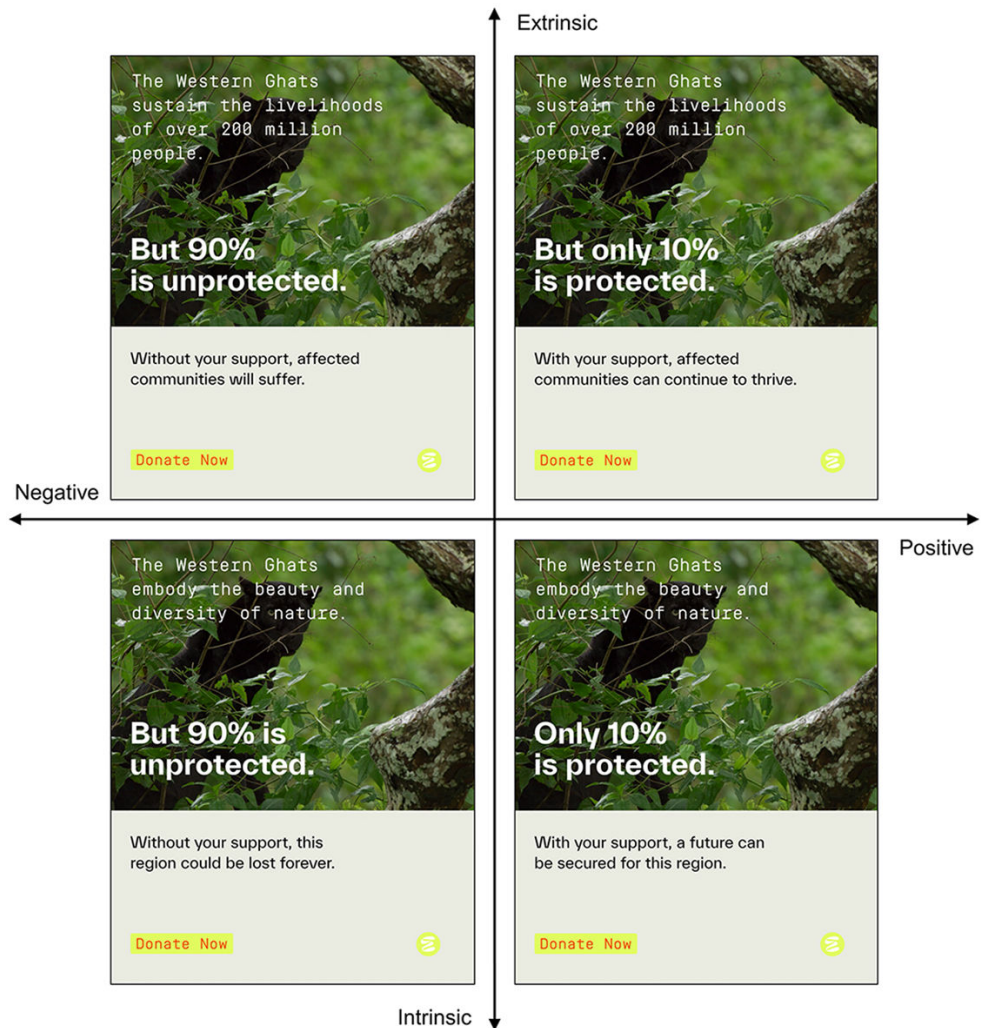 Extrinsic
The Western Ghats
sustain the livelihoods
of over 200 million
people.
But 90%
is unprotected.
Without your support, affected
communities will suffer.
Donate Now
The Western Ghats
sustain the livelihoods
of over 200 million
people.
But only 10%
is protected.
With your support, affected
communities can continue to thrive.
Donate Now
Negative
Positive
The Western Ghats
embody the beauty and
diversity of nature.
But 90% is
unprotected.
Without your support, this
region could be lost forever.
Donate Now
The Western Ghats
embody the beauty and
diversity of nature.
Only 10%
is protected.
With your support, a future can
be secured for this region.
Donate Now
Intrinsic